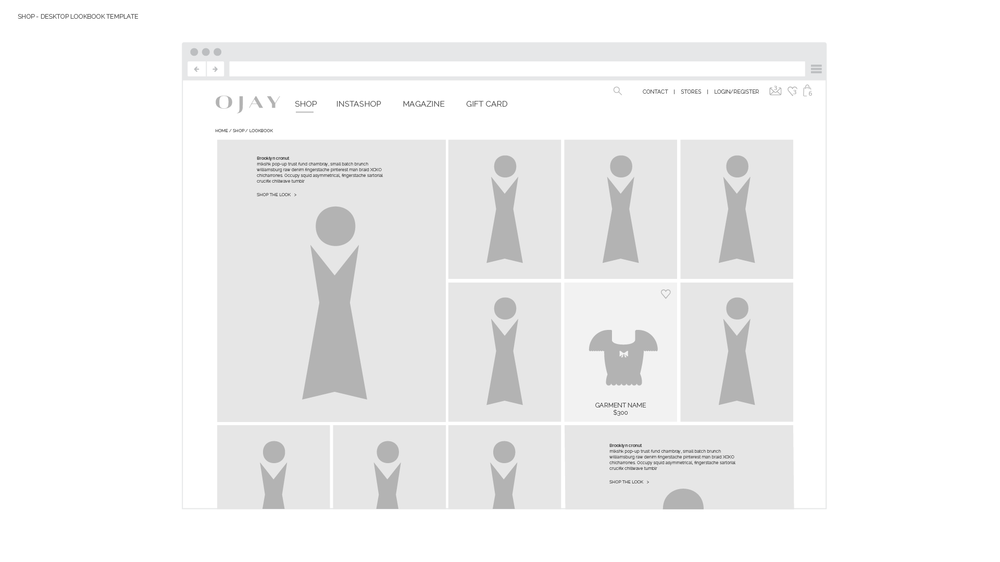 SHOP - DESKTOP LOOKBOOK TEMPLATE
CONTACT | STORES | LOGIN/REGISTER 3 3 6
OJAY SHOP INSTASHOP MAGAZINE GIFT CARD
HOME / SHOP / LOOKBOOK
Brooklyn cronut
mlkshk pop-up trust fund chambray, small batch brunch
williamsburg raw denim fingerstache pinterest man braid XOXO
chicharrones. Occupy squid asymmetrical, fingerstache sartorial
crucifix chillwave tumblr
SHOP THE LOOK >
GARMENT NAME
$300
Brooklyn cronut
mlkshk pop-up trust fund chambray, small batch brunch
williamsburg raw denim fingerstache pinterest man braid XOXO
chicharrones. Occupy squid asymmetrical, fingerstache sartorial
crucifix chillwave tumblr
SHOP THE LOOK >